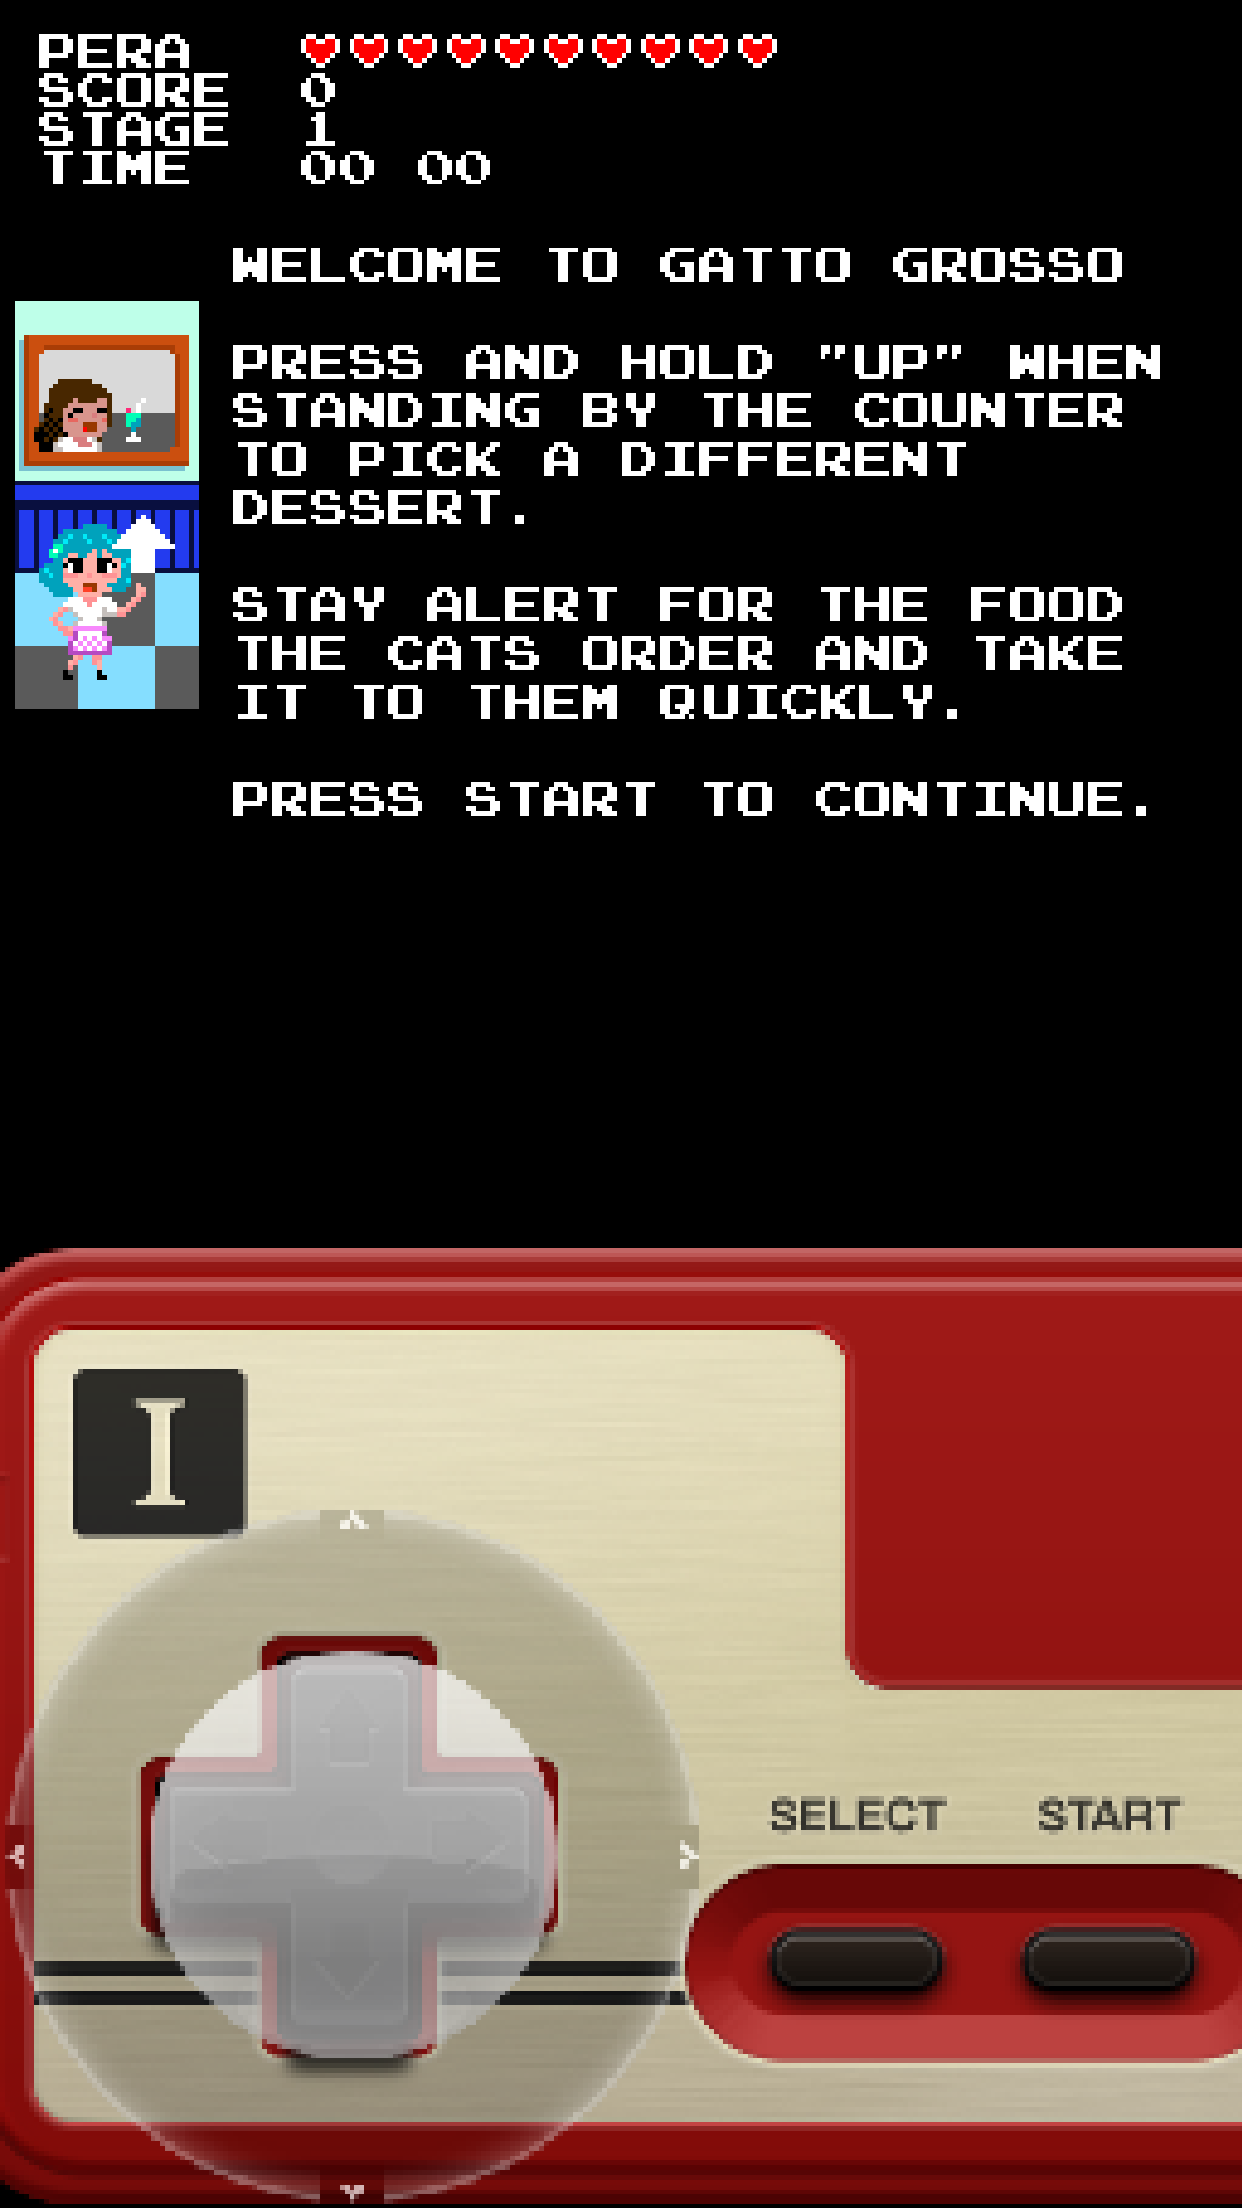 PERA
SCORE 0
STAGE 1
TIME 00 00
WELCOME TO GATTO GROSSO
PRESS AND HOLD "UP" WHEN
STANDING BY THE COUNTER
TO PICK A DIFFERENT
DESSERT.
STAY ALERT FOR THE FOOD
THE CATS ORDER AND TAKE
IT TO THEM QUICKLY.
PRESS START TO CONTINUE.
I
SELECT START